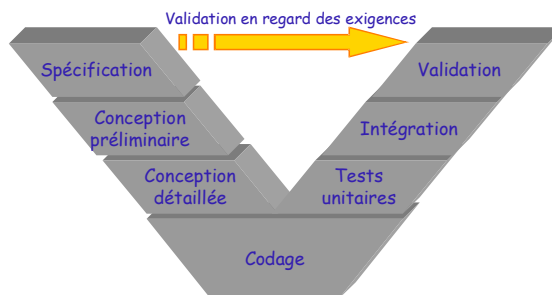 Validation en regard des exigences
Spécification
Validation
Conception
préliminaire
Intégration
Conception
détaillée
Tests
unitaires
Codage